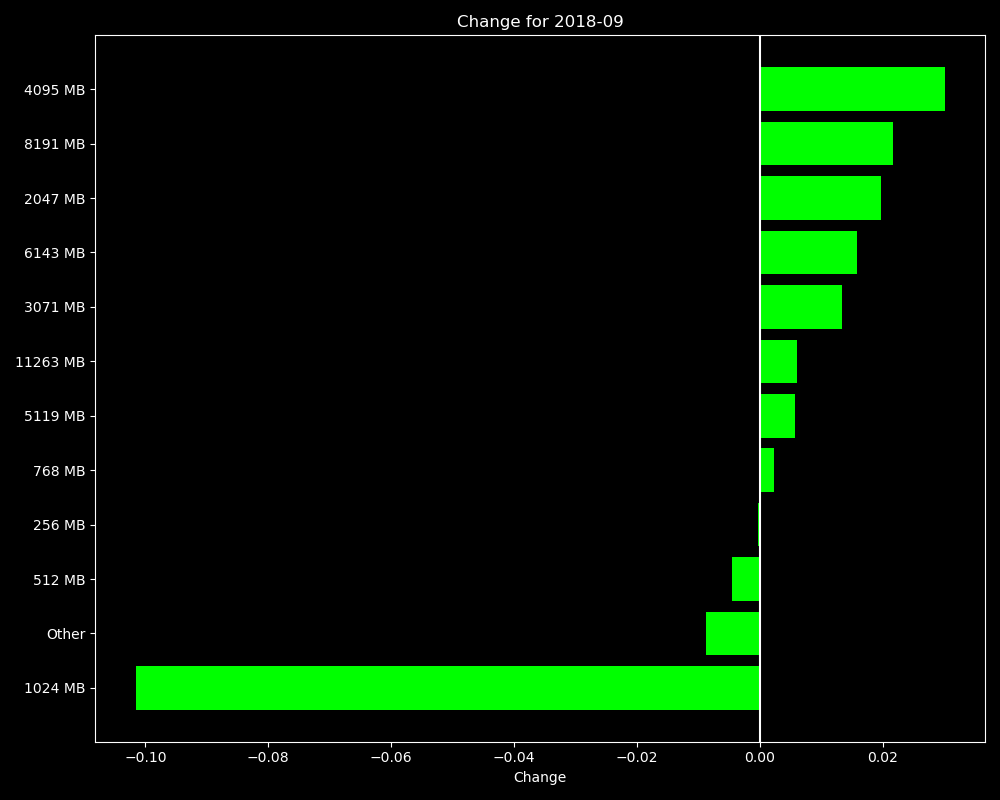 Change for 2018-09
4095 MB
8191 MB
2047 MB
6143 MB
3071 MB
11263 MB
5119 MB
768 MB
256 MB
512 MB
Other
1024 MB
−0.10 −0.08 −0.06 −0.04 −0.02 0.00 0.02
Change